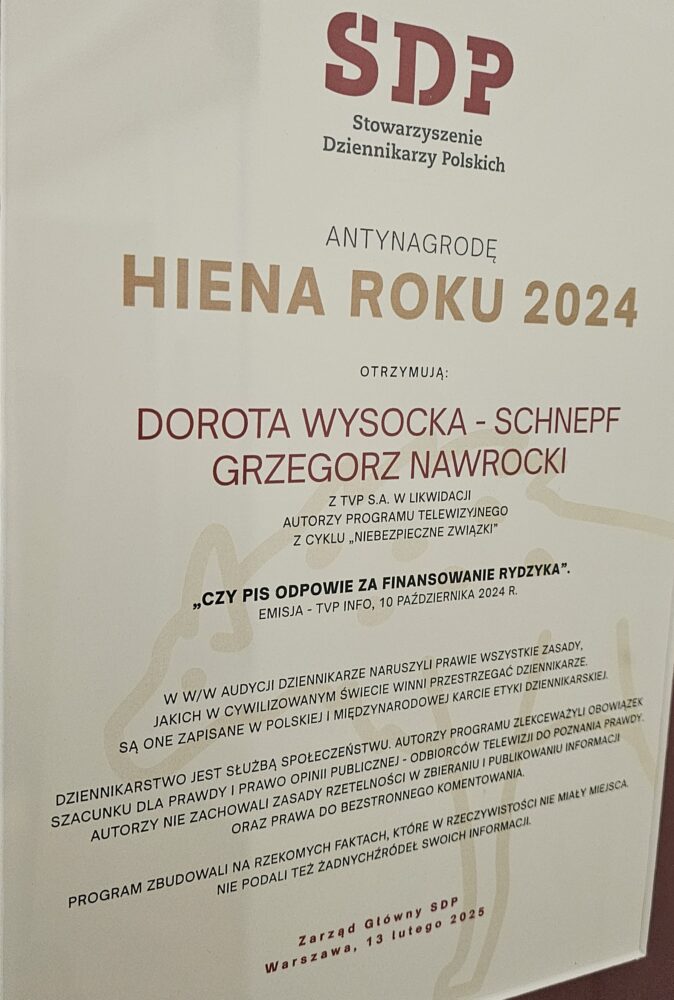 SDP
Stowarzyszenie
Dziennikarzy Polskich
ANTYNAGRODĘ
HIENA ROKU 2024
OTRZYMUJĄ:
DOROTA WYSOCKA - SCHNEPF
GRZEGORZ NAWROCKI
Z TVP S.A. W LIKWIDACJI
AUTORZY PROGRAMU TELEWIZYJNEGO
Z CYKLU „NIEBEZPIECZNE ZWIĄZKI”
„CZY PIS ODPOWIE ZA FINANSOWANIE RYDZYKA”.
EMISJA - TVP INFO, 10 PAŹDZIERNIKA 2024 R.
W W/W AUDYCJI DZIENNIKARZE NARUSZYLI PRAWIE WSZYSTKIE ZASADY,
JAKICH W CYWILIZOWANYM ŚWIECIE WINNI PRZESTRZEGAĆ DZIENNIKARZE.
SĄ ONE ZAPISANE W POLSKIEJ I MIĘDZYNARODOWEJ KARCIE ETYKI DZIENNIKARSKIEJ.
DZIENNIKARSTWO JEST SŁUŻBĄ SPOŁECZEŃSTWU. AUTORZY PROGRAMU ZLEKCEWAŻYLI OBOWIĄZEK
SZACUNKU DLA PRAWDY I PRAWO OPINII PUBLICZNEJ - ODBIORCÓW TELEWIZJI DO POZNANIA PRAWDY.
AUTORZY NIE ZACHOWALI ZASADY RZETELNOŚCI W ZBIERANIU I PUBLIKOWANIU INFORMACJI
ORAZ PRAWA DO BEZSTRONNEGO KOMENTOWANIA.
PROGRAM ZBUDOWALI NA RZEKOMYCH FAKTACH, KTÓRE W RZECZYWISTOŚCI NIE MIAŁY MIEJSCA.
NIE PODALI TEŻ ŻADNYCHŹRÓDEŁ SWOICH INFORMACJI.
Zarząd Główny SDP
Warszawa, 13 lutego 2025